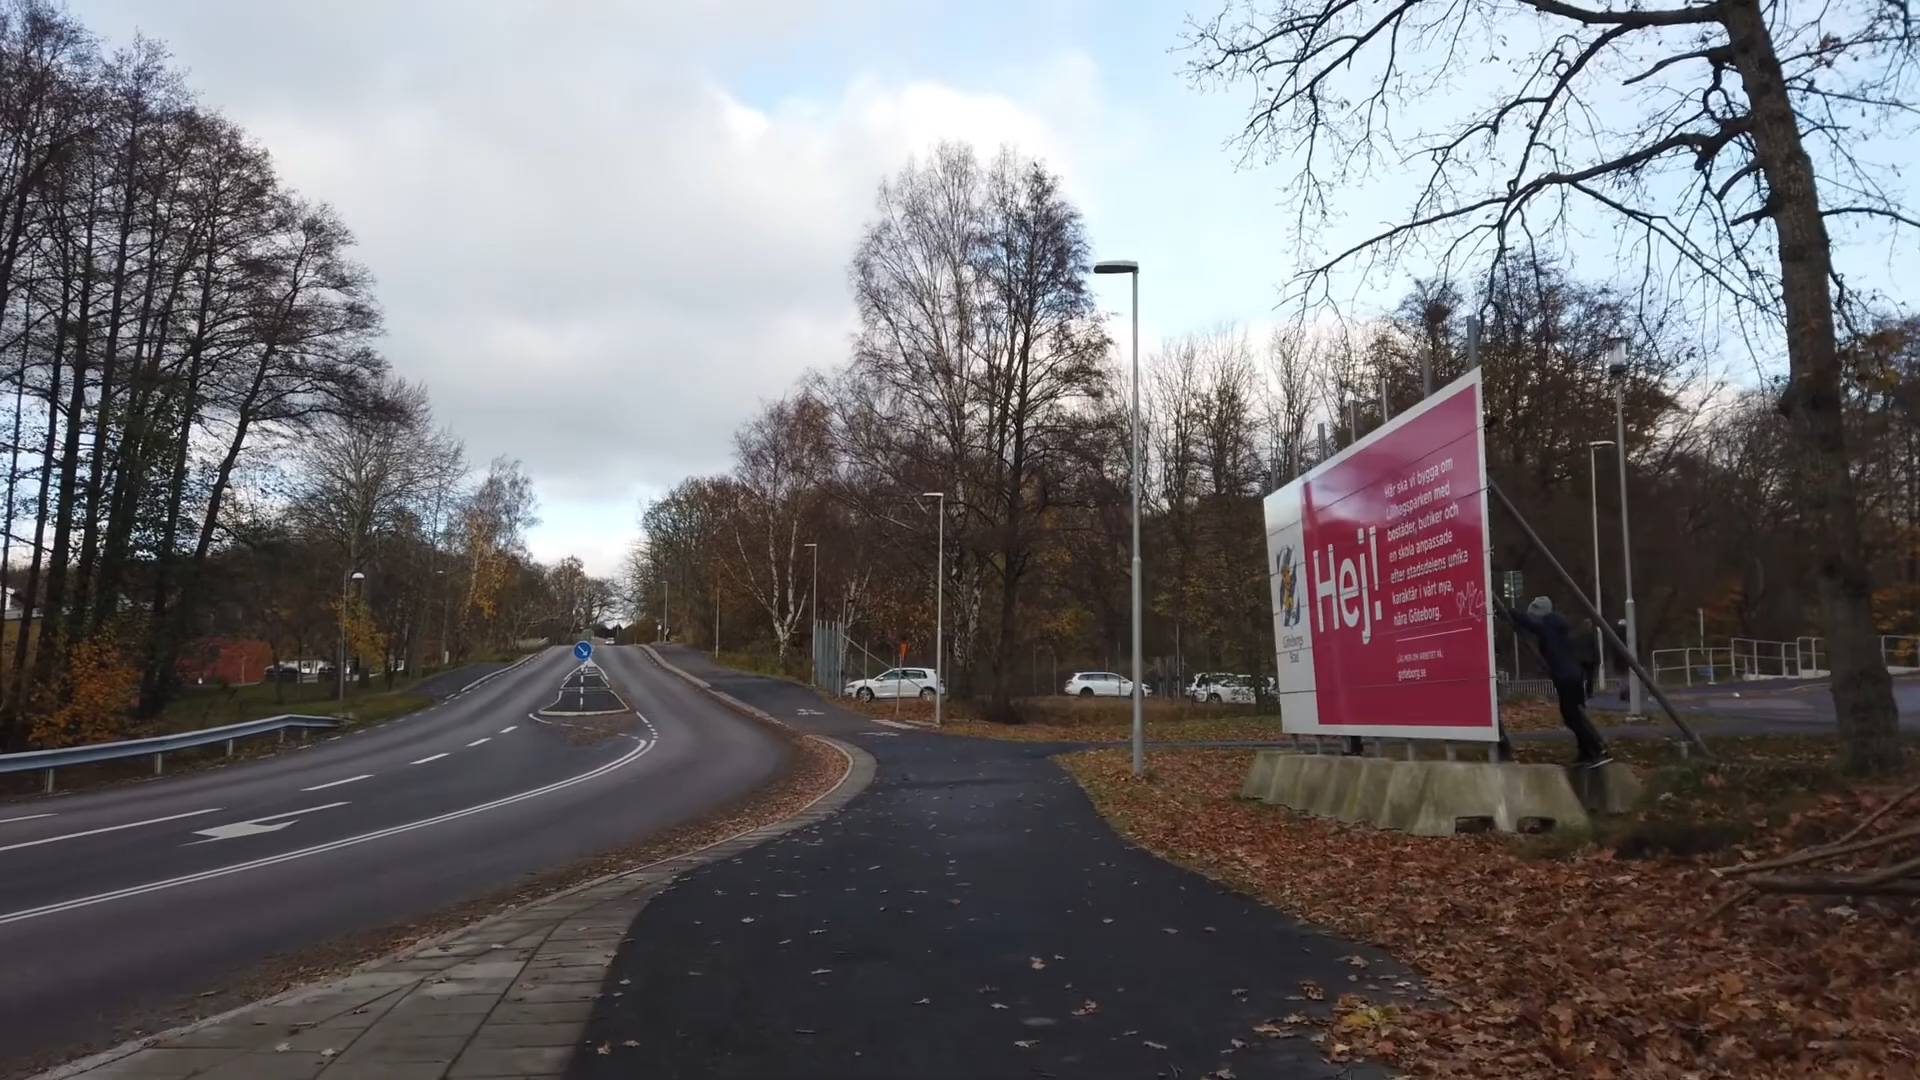 Hej!
Här ska vi bygga om
Lillhagsparken med
bostäder, butiker och
en skola anpassade
efter stadsdelens unika
karaktär i vårt nya,
nära Göteborg.
LÄS MER OM ARBETET PÅ,
goteborg.se
Göteborgs
Stad